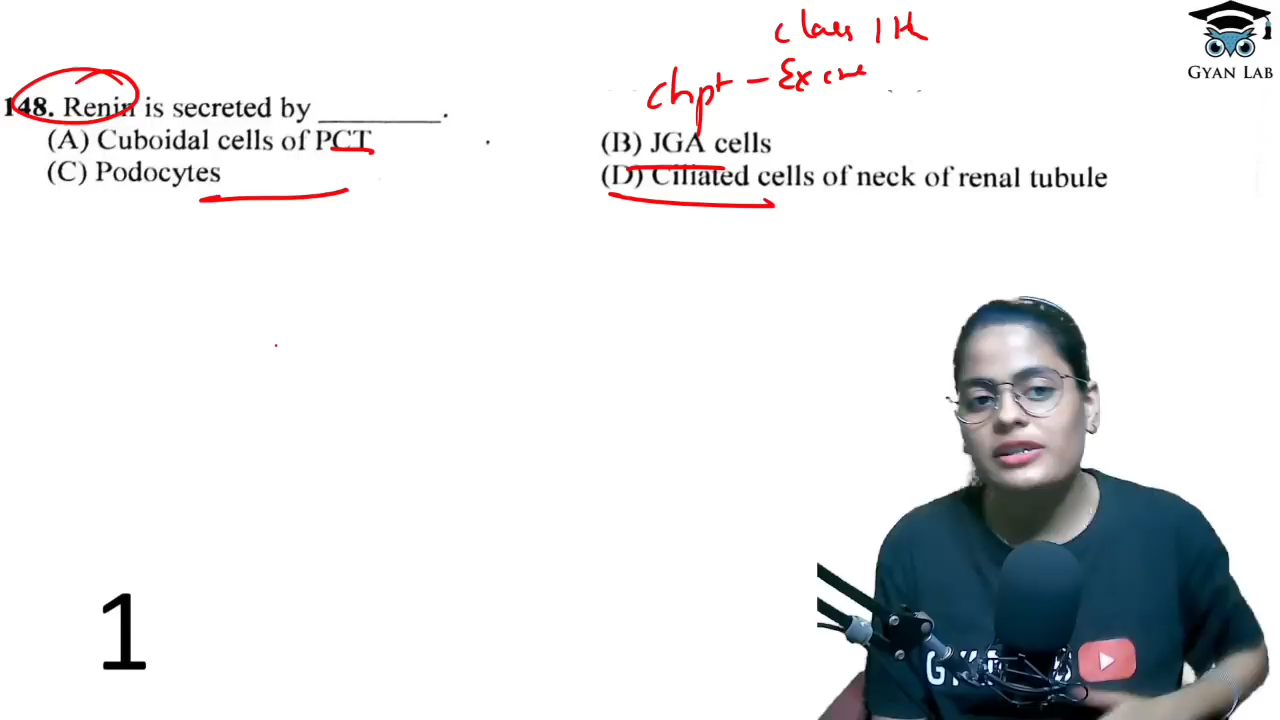 class 11th
chpt - Excre
GYAN LAB
148. Renin is secreted by ________.
(A) Cuboidal cells of PCT
(B) JGA cells
(C) Podocytes
(D) Ciliated cells of neck of renal tubule
1